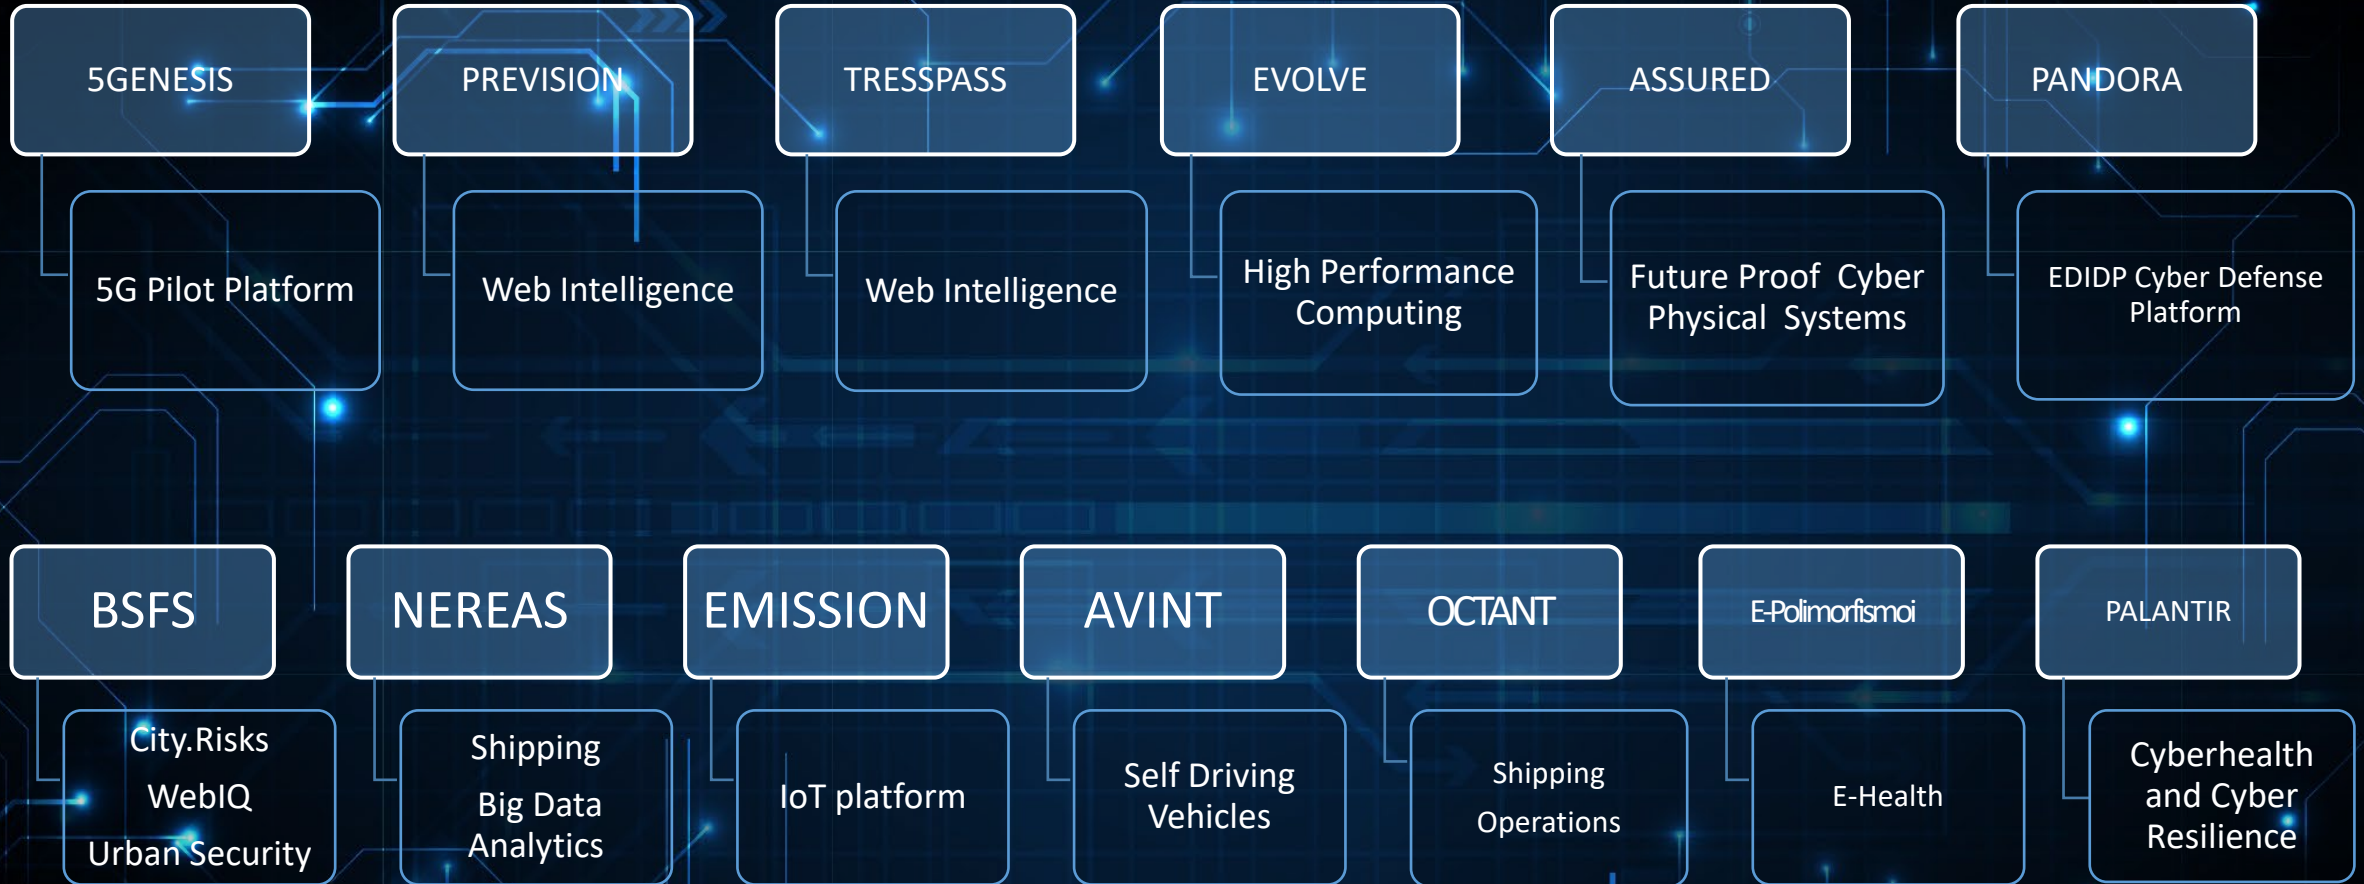 5GENESIS
5G Pilot Platform
PREVISION
Web Intelligence
TRESSPASS
Web Intelligence
EVOLVE
High Performance
Computing
ASSURED
Future Proof Cyber
Physical Systems
PANDORA
EDIDP Cyber Defense
Platform
BSFS
City.Risks
WebIQ
Urban Security
NEREAS
Shipping
Big Data
Analytics
EMISSION
IoT platform
AVINT
Self Driving
Vehicles
OCTANT
Shipping
Operations
E-Polimorfismoi
E-Health
PALANTIR
Cyberhealth
and Cyber
Resilience